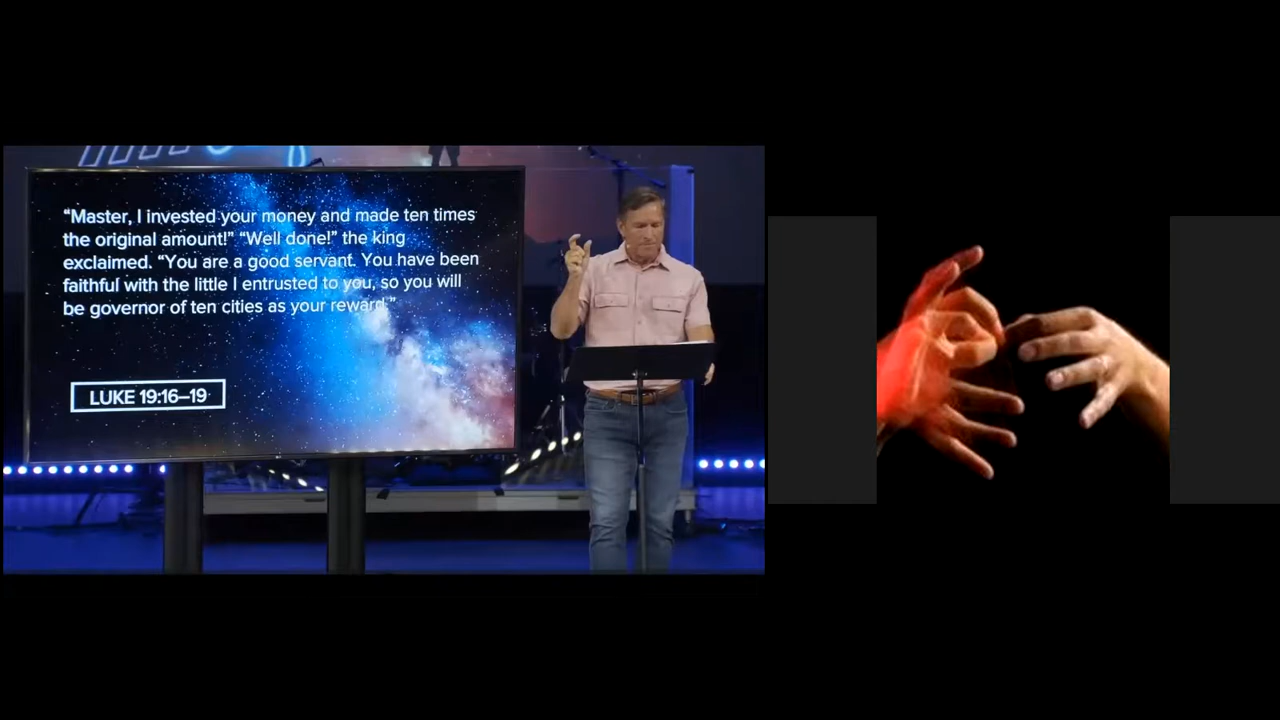 “Master, I invested your money and made ten times
the original amount!” “Well done!” the king
exclaimed. “You are a good servant. You have been
faithful with the little I entrusted to you, so you will
be governor of ten cities as your reward.”
LUKE 19:16–19